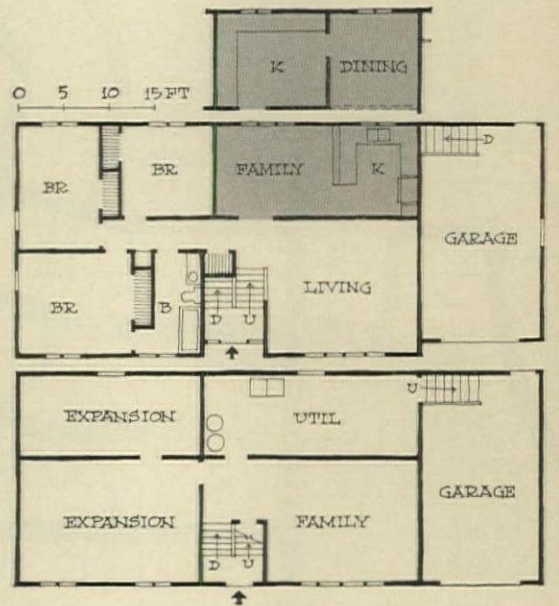 K DINING
0 5 10 15 FT
D
BR BR FAMILY K
GARAGE
BR B LIVING
D U
EXPANSION UTIL U
GARAGE
EXPANSION FAMILY
D U